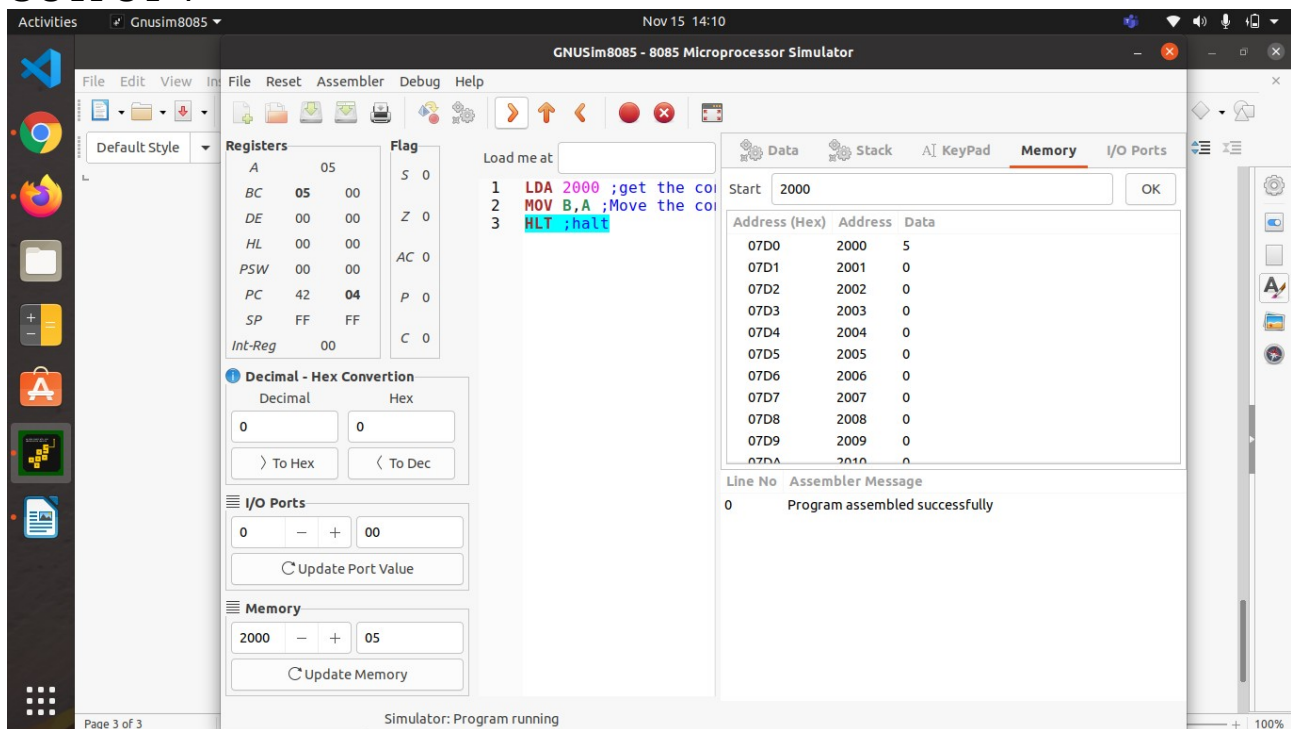 Activities Gnusim8085 Nov 15 14:10
GNUSim8085 - 8085 Microprocessor Simulator
File Edit View
File Reset Assembler Debug Help
Default Style
Registers
A 05
BC 05 00
DE 00 00
HL 00 00
PSW 00 00
PC 42 04
SP FF FF
Int-Reg 00
Flag
S 0
Z 0
AC 0
P 0
C 0
Decimal - Hex Convertion
Decimal Hex
0 0
To Hex To Dec
I/O Ports
0 − + 00
Update Port Value
Memory
2000 − + 05
Update Memory
Load me at
1 LDA 2000 ;get the
2 MOV B,A ;Move the
3 HLT ;halt
Data Stack KeyPad Memory I/O Ports
Start 2000 OK
Address (Hex) Address Data
07D0 2000 5
07D1 2001 0
07D2 2002 0
07D3 2003 0
07D4 2004 0
07D5 2005 0
07D6 2006 0
07D7 2007 0
07D8 2008 0
07D9 2009 0
07DA 2010 0
Line No Assembler Message
0 Program assembled successfully
Simulator: Program running
Page 3 of 3 100%